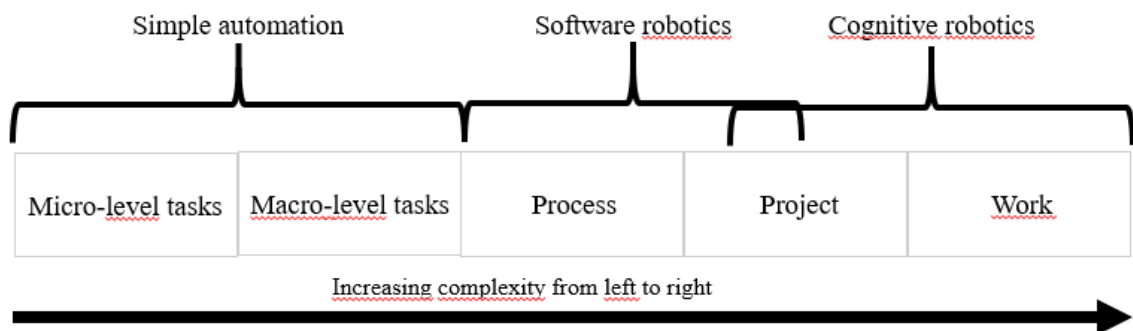 Simple automation
Software robotics
Cognitive robotics
Micro-level tasks
Macro-level tasks
Process
Project
Work
Increasing complexity from left to right